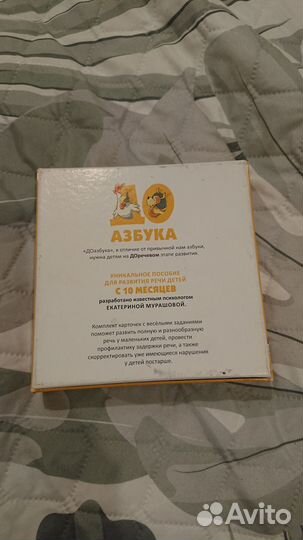 ДО
АЗБУКА
«ДОазбука», в отличие от привычной нам азбуки,
нужна детям на ДОречевом этапе развития.
УНИКАЛЬНОЕ ПОСОБИЕ
ДЛЯ РАЗВИТИЯ РЕЧИ ДЕТЕЙ
С 10 МЕСЯЦЕВ
разработано известным психологом
ЕКАТЕРИНОЙ МУРАШОВОЙ.
Комплект карточек с весёлыми заданиями
поможет развить полную и разнообразную
речь у маленьких детей, провести
профилактику задержки речи, а также
скорректировать уже имеющиеся нарушения
у детей постарше.
Avito